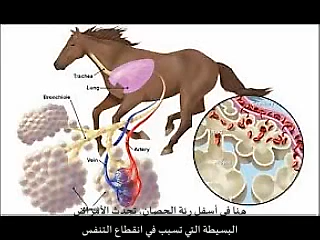 Trachea
Lung
Bronchiole
Artery
Vein
هنا في أسفل رئة الحصان، تحدث الأمراض
البسيطة التي تسبب في انقطاع التنفس